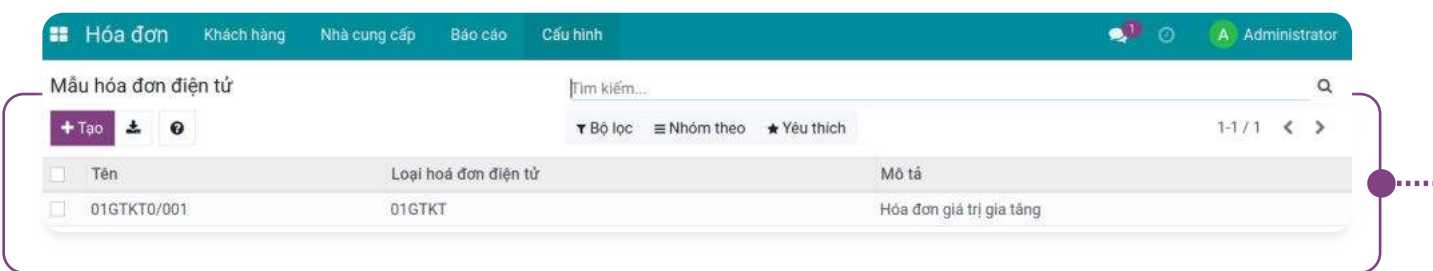 Hóa đơn Khách hàng Nhà cung cấp Báo cáo Cấu hình 1 A Administrator
Mẫu hóa đơn điện tử Tìm kiếm...
+ Tạo Bộ lọc Nhóm theo Yêu thích 1-1 / 1
Tên Loại hoá đơn điện tử Mô tả
01GTKT0/001 01GTKT Hóa đơn giá trị gia tăng